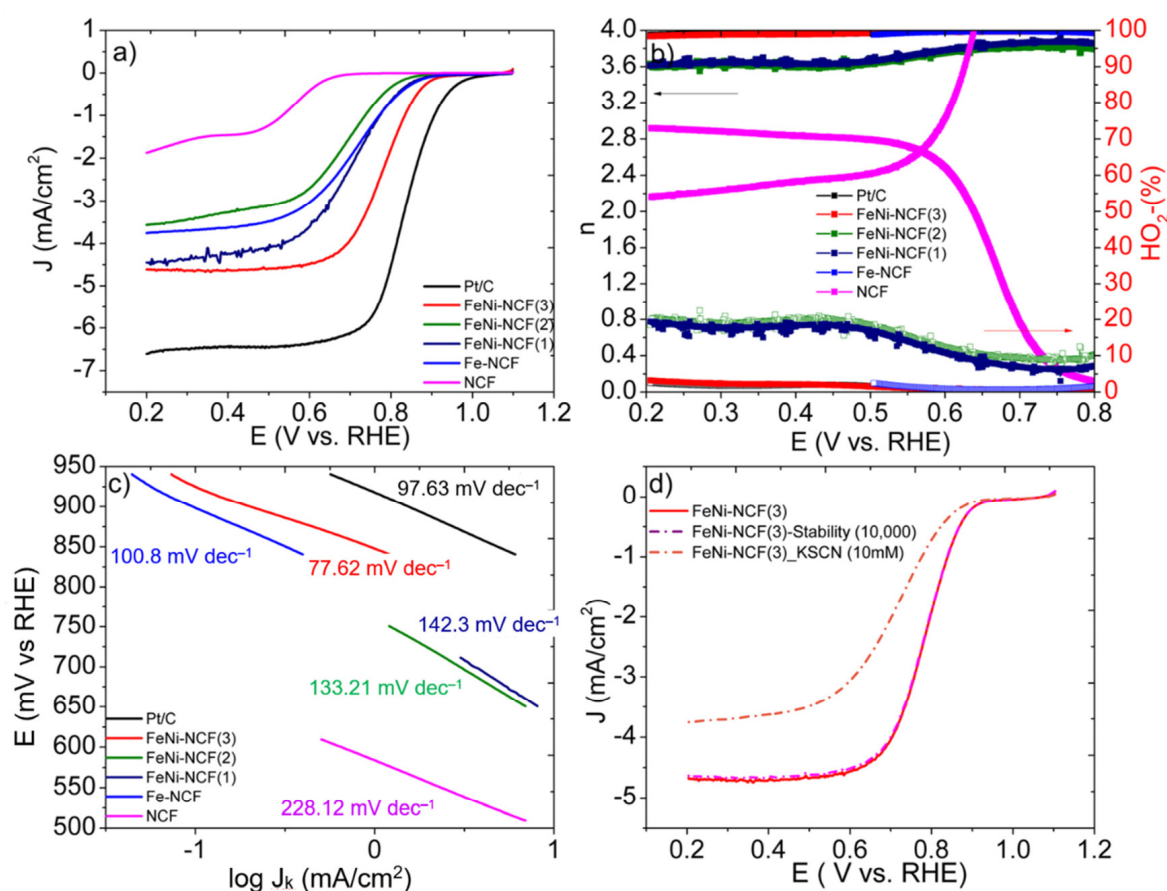 a)
1
0
-1
-2
-3
-4
-5
-6
-7
J (mA/cm²)
Pt/C
FeNi-NCF(3)
FeNi-NCF(2)
FeNi-NCF(1)
Fe-NCF
NCF
0.2 0.4 0.6 0.8 1.0 1.2
E (V vs. RHE)
b)
4.0
3.6
3.2
2.8
2.4
2.0
1.6
1.2
0.8
0.4
0.0
n
Pt/C
FeNi-NCF(3)
FeNi-NCF(2)
FeNi-NCF(1)
Fe-NCF
NCF
100
90
80
70
60
50
40
30
20
10
0
HO₂-(%)
0.2 0.3 0.4 0.5 0.6 0.7 0.8
E (V vs. RHE)
c)
950
900
850
800
750
700
650
600
550
500
E (mV vs RHE)
97.63 mV dec⁻¹
100.8 mV dec⁻¹
77.62 mV dec⁻¹
142.3 mV dec⁻¹
133.21 mV dec⁻¹
228.12 mV dec⁻¹
Pt/C
FeNi-NCF(3)
FeNi-NCF(2)
FeNi-NCF(1)
Fe-NCF
NCF
-1 0 1
log Jₖ (mA/cm²)
d)
0
-1
-2
-3
-4
-5
J (mA/cm²)
FeNi-NCF(3)
FeNi-NCF(3)-Stability (10,000)
FeNi-NCF(3)_KSCN (10mM)
0.2 0.4 0.6 0.8 1.0 1.2
E ( V vs. RHE)